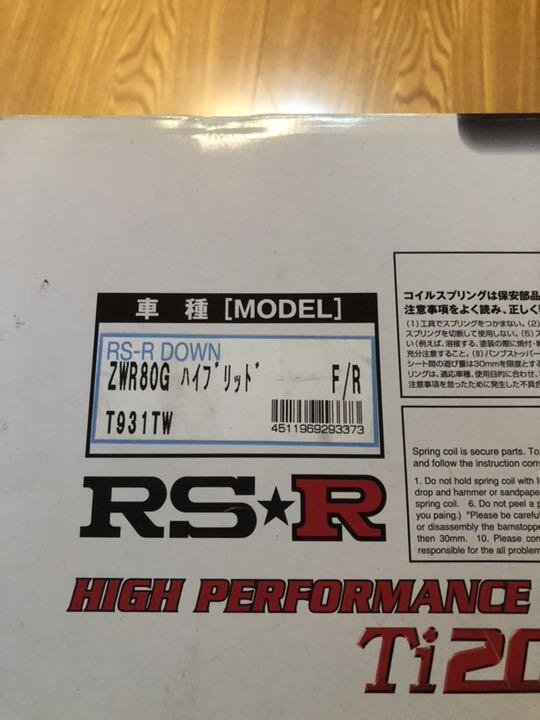 車種 [MODEL]
RS-R DOWN
ZWR80G ﾊｲﾌﾞﾘｯﾄﾞ F/R
T931TW
4511969293373
RS★R
HIGH PERFORMANCE
Ti20
コイルスプリングは保安部品
注意事項をよく読み、正しく
(1)工具でスプリングをつかまない。(2)
スプリングを切断して使用しない。(5)ス
い(例えば、溶接する、塗装の際に焼付・
充分注意すること。(8)バンプストッパー
シート間の遊び量は30mmを限度とする
リングは、適応車種、使用目的に合わせ、
注意事項を怠ったために発生した不具合
Spring coil is secure parts. To
and follow the instruction corr
1. Do not hold spring coil with
drop and hammer or sandpape
spring coil. 6. Do not peel a p
you paing.) "Please be careful
or disassembly the bamstoppe
then 30mm. 10. Please con
responsible for the all problem